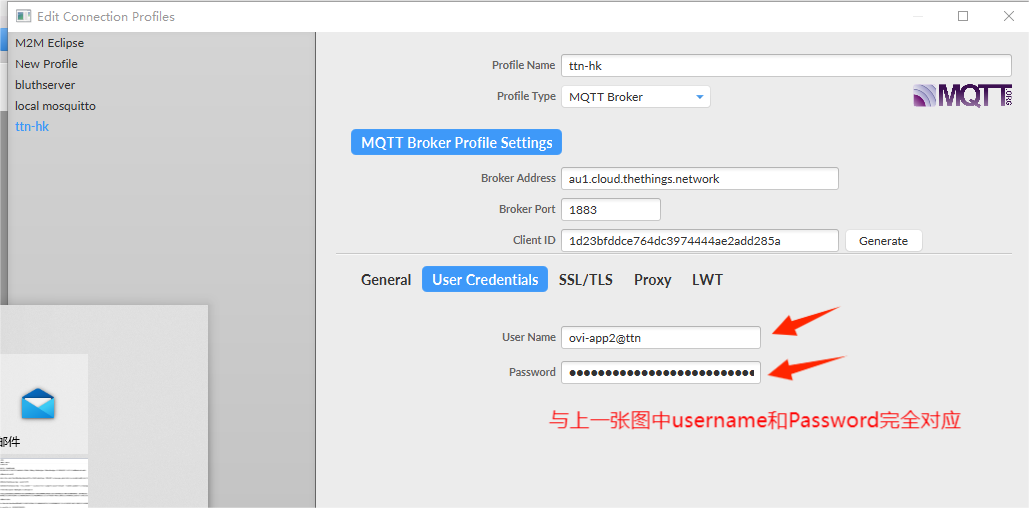 Edit Connection Profiles
M2M Eclipse
New Profile
bluthserver
local mosquitto
ttn-hk
Profile Name ttn-hk
Profile Type MQTT Broker
MQTT.ORG
MQTT Broker Profile Settings
Broker Address au1.cloud.thethings.network
Broker Port 1883
Client ID 1d23bfddce764dc3974444ae2add285a Generate
General User Credentials SSL/TLS Proxy LWT
User Name ovi-app2@ttn
Password ●●●●●●●●●●●●●●●●●●●●●●●●●●
与上一张图中username和Password完全对应
邮件